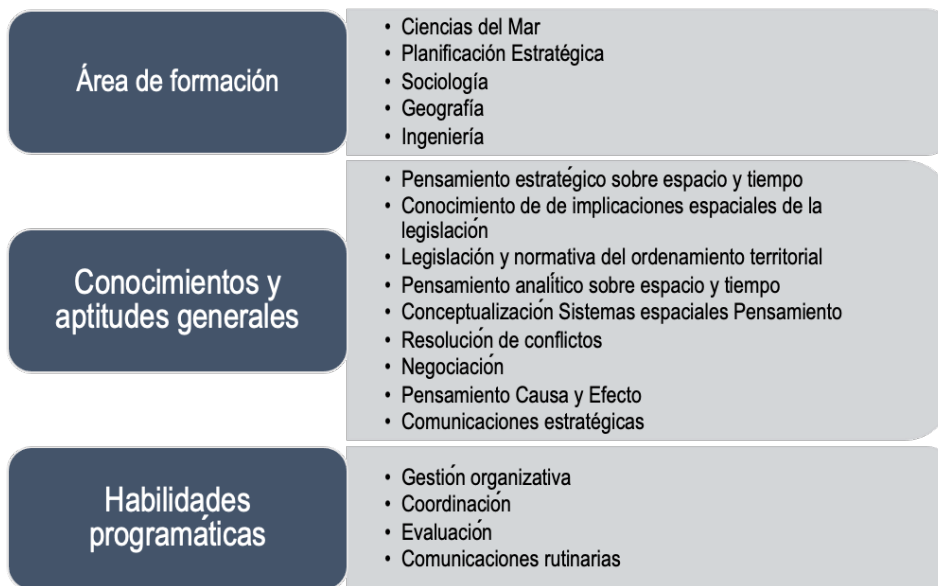 Área de formación
• Ciencias del Mar
• Planificación Estratégica
• Sociología
• Geografía
• Ingeniería
Conocimientos y
aptitudes generales
• Pensamiento estratégico sobre espacio y tiempo
• Conocimiento de de implicaciones espaciales de la
legislación
• Legislación y normativa del ordenamiento territorial
• Pensamiento analítico sobre espacio y tiempo
• Conceptualización Sistemas espaciales Pensamiento
• Resolución de conflictos
• Negociación
• Pensamiento Causa y Efecto
• Comunicaciones estratégicas
Habilidades
programáticas
• Gestión organizativa
• Coordinación
• Evaluación
• Comunicaciones rutinarias